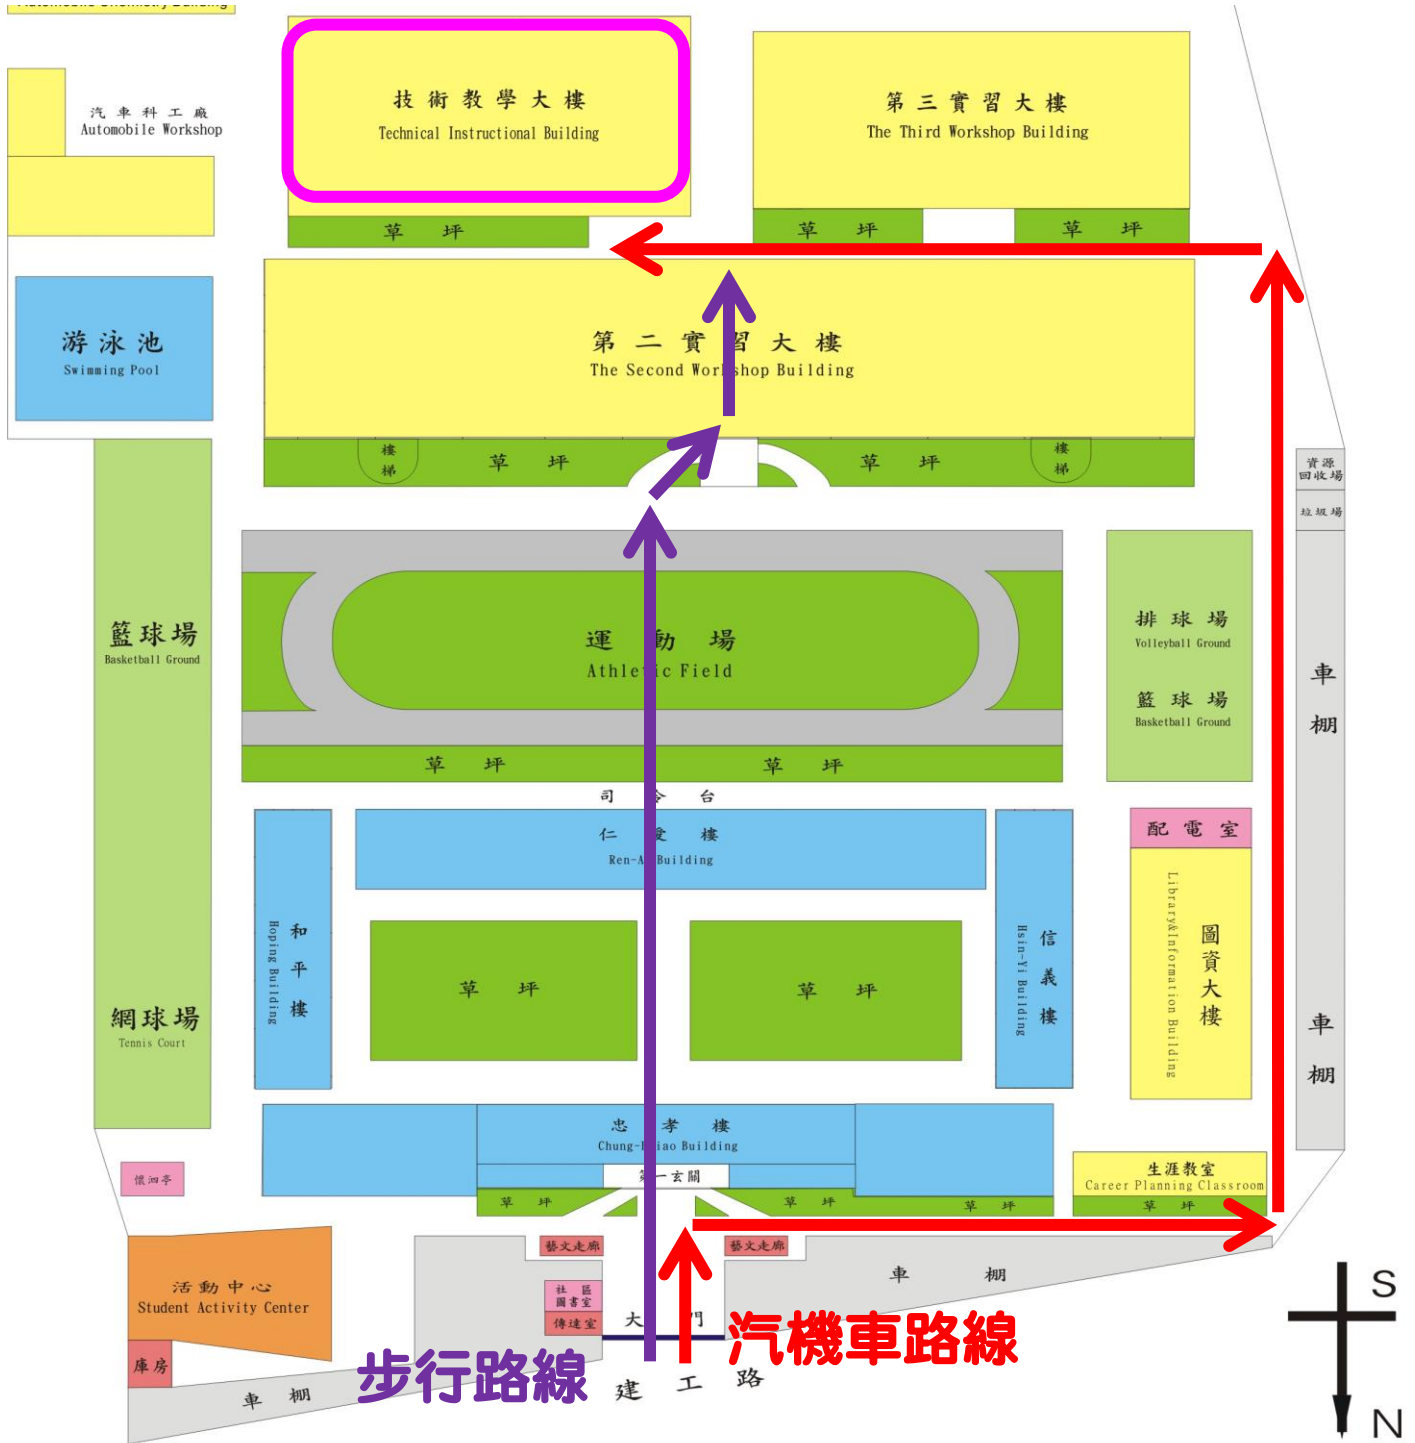 Automobile Chemistry Building
技術教學大樓
Technical Instructional Building
第三實習大樓
The Third Workshop Building
汽車科工廠
Automobile Workshop
草坪
草坪
草坪
游泳池
Swimming Pool
第二實習大樓
The Second Workshop Building
樓梯
草坪
草坪
樓梯
資源
回收場
垃圾場
籃球場
Basketball Ground
運動場
Athletic Field
排球場
Volleyball Ground
籃球場
Basketball Ground
車棚
草坪
草坪
司令台
仁愛樓
Ren-Ai Building
配電室
和平樓
Hoping Building
信義樓
Hsin-Yi Building
圖資大樓
Library&Information Building
草坪
草坪
網球場
Tennis Court
車棚
忠孝樓
Chung-Hsiao Building
第一玄關
懷泗亭
生涯教室
Career Planning Classroom
草坪
草坪
草坪
草坪
藝文走廊
藝文走廊
活動中心
Student Activity Center
社區
圖書室
傳達室
大門
車棚
庫房
車棚
步行路線
汽機車路線
建工路
S
N